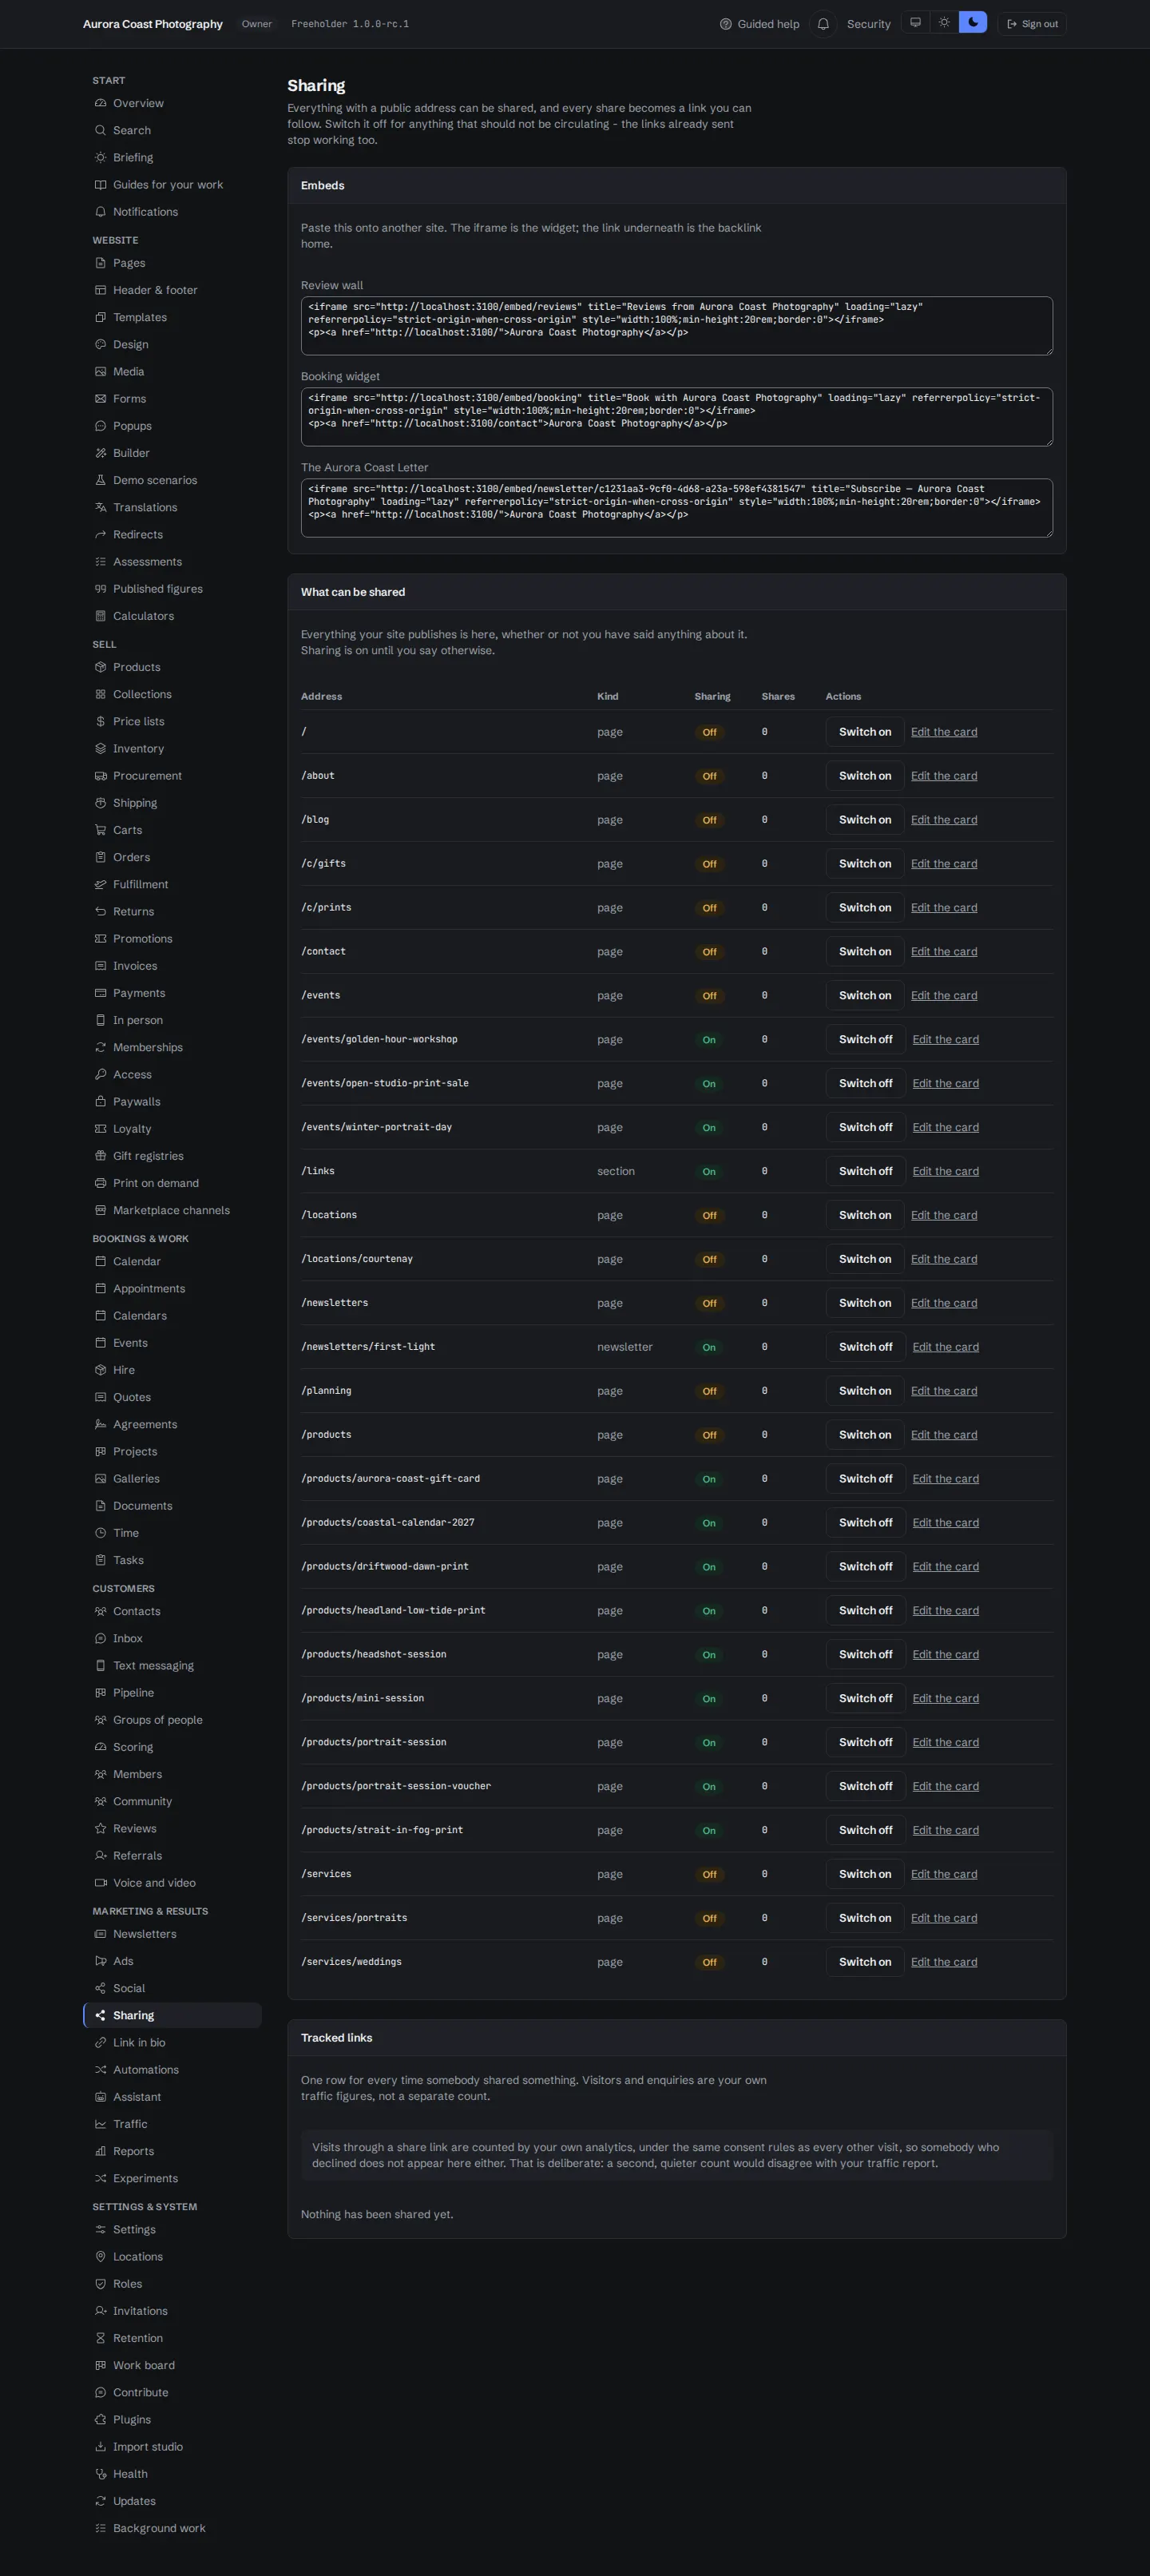 Aurora Coast Photography Owner Freeholder 1.0.0-rc.1 Guided help Security Sign out
START
Overview
Search
Briefing
Guides for your work
Notifications
WEBSITE
Pages
Header & footer
Templates
Design
Media
Forms
Popups
Builder
Demo scenarios
Translations
Redirects
Assessments
Published figures
Calculators
SELL
Products
Collections
Price lists
Inventory
Procurement
Shipping
Carts
Orders
Fulfillment
Returns
Promotions
Invoices
Payments
In person
Memberships
Access
Paywalls
Loyalty
Gift registries
Print on demand
Marketplace channels
BOOKINGS & WORK
Calendar
Appointments
Calendars
Events
Hire
Quotes
Agreements
Projects
Galleries
Documents
Time
Tasks
CUSTOMERS
Contacts
Inbox
Text messaging
Pipeline
Groups of people
Scoring
Members
Community
Reviews
Referrals
Voice and video
MARKETING & RESULTS
Newsletters
Ads
Social
Sharing
Link in bio
Automations
Assistant
Traffic
Reports
Experiments
SETTINGS & SYSTEM
Settings
Locations
Roles
Invitations
Retention
Work board
Contribute
Plugins
Import studio
Health
Updates
Background work
Sharing
Everything with a public address can be shared, and every share becomes a link you can
follow. Switch it off for anything that should not be circulating - the links already sent
stop working too.
Embeds
Paste this onto another site. The iframe is the widget; the link underneath is the backlink
home.
Review wall
<iframe src="http://localhost:3100/embed/reviews" title="Reviews from Aurora Coast Photography" loading="lazy"
referrerpolicy="strict-origin-when-cross-origin" style="width:100%;min-height:20rem;border:0"></iframe>
<p><a href="http://localhost:3100/">Aurora Coast Photography</a></p>
Booking widget
<iframe src="http://localhost:3100/embed/booking" title="Book with Aurora Coast Photography" loading="lazy" referrerpolicy="strict-
origin-when-cross-origin" style="width:100%;min-height:20rem;border:0"></iframe>
<p><a href="http://localhost:3100/contact">Aurora Coast Photography</a></p>
The Aurora Coast Letter
<iframe src="http://localhost:3100/embed/newsletter/c1231aa3-9cf0-4d68-a23a-598ef4381547" title="Subscribe — Aurora Coast
Photography" loading="lazy" referrerpolicy="strict-origin-when-cross-origin" style="width:100%;min-height:20rem;border:0"></iframe>
<p><a href="http://localhost:3100/">Aurora Coast Photography</a></p>
What can be shared
Everything your site publishes is here, whether or not you have said anything about it.
Sharing is on until you say otherwise.
Address Kind Sharing Shares Actions
/ page Off 0 Switch on Edit the card
/about page Off 0 Switch on Edit the card
/blog page Off 0 Switch on Edit the card
/c/gifts page Off 0 Switch on Edit the card
/c/prints page Off 0 Switch on Edit the card
/contact page Off 0 Switch on Edit the card
/events page Off 0 Switch on Edit the card
/events/golden-hour-workshop page On 0 Switch off Edit the card
/events/open-studio-print-sale page On 0 Switch off Edit the card
/events/winter-portrait-day page On 0 Switch off Edit the card
/links section On 0 Switch off Edit the card
/locations page Off 0 Switch on Edit the card
/locations/courtenay page Off 0 Switch on Edit the card
/newsletters page Off 0 Switch on Edit the card
/newsletters/first-light newsletter On 0 Switch off Edit the card
/planning page Off 0 Switch on Edit the card
/products page Off 0 Switch on Edit the card
/products/aurora-coast-gift-card page On 0 Switch off Edit the card
/products/coastal-calendar-2027 page On 0 Switch off Edit the card
/products/driftwood-dawn-print page On 0 Switch off Edit the card
/products/headland-low-tide-print page On 0 Switch off Edit the card
/products/headshot-session page On 0 Switch off Edit the card
/products/mini-session page On 0 Switch off Edit the card
/products/portrait-session page On 0 Switch off Edit the card
/products/portrait-session-voucher page On 0 Switch off Edit the card
/products/strait-in-fog-print page On 0 Switch off Edit the card
/services page Off 0 Switch on Edit the card
/services/portraits page Off 0 Switch on Edit the card
/services/weddings page Off 0 Switch on Edit the card
Tracked links
One row for every time somebody shared something. Visitors and enquiries are your own
traffic figures, not a separate count.
Visits through a share link are counted by your own analytics, under the same consent rules as every other visit, so somebody who
declined does not appear here either. That is deliberate: a second, quieter count would disagree with your traffic report.
Nothing has been shared yet.